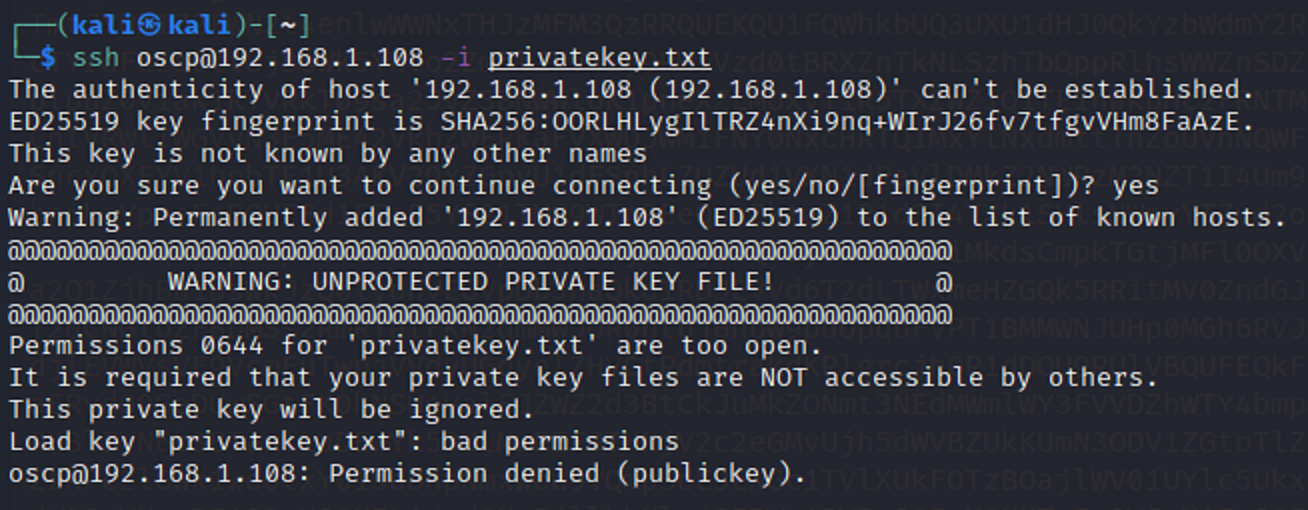 ┌──(kali㉿kali)-[~]
└─$ ssh oscp@192.168.1.108 -i privatekey.txt
The authenticity of host '192.168.1.108 (192.168.1.108)' can't be established.
ED25519 key fingerprint is SHA256:OORLHLygIlTRZ4nXi9nq+WIrJ26fv7tfgvVHm8FaAzE.
This key is not known by any other names
Are you sure you want to continue connecting (yes/no/[fingerprint])? yes
Warning: Permanently added '192.168.1.108' (ED25519) to the list of known hosts.
@@@@@@@@@@@@@@@@@@@@@@@@@@@@@@@@@@@@@@@@@@@@@@@@@@@@@@@@@@@
@         WARNING: UNPROTECTED PRIVATE KEY FILE!          @
@@@@@@@@@@@@@@@@@@@@@@@@@@@@@@@@@@@@@@@@@@@@@@@@@@@@@@@@@@@
Permissions 0644 for 'privatekey.txt' are too open.
It is required that your private key files are NOT accessible by others.
This private key will be ignored.
Load key "privatekey.txt": bad permissions
oscp@192.168.1.108: Permission denied (publickey).